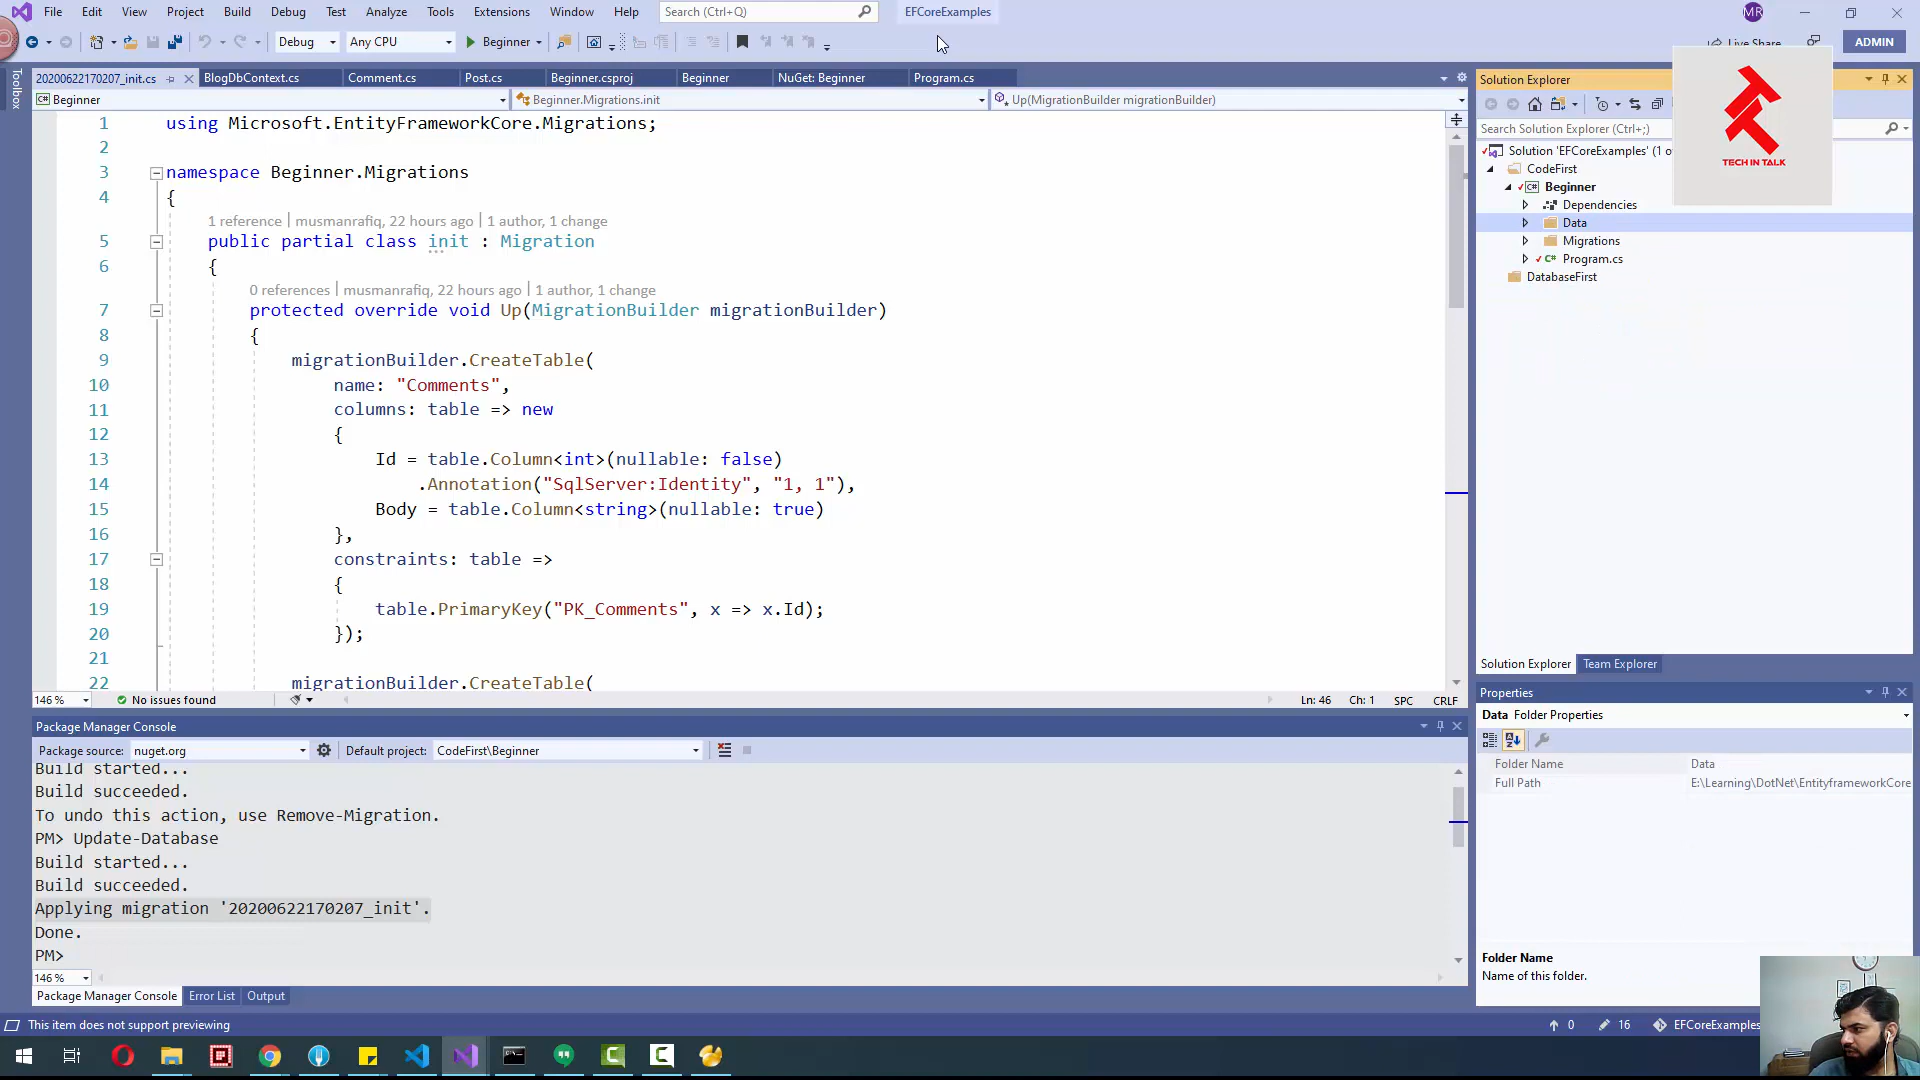 File Edit View Project Build Debug Test Analyze Tools Extensions Window Help Search (Ctrl+Q) EFCoreExamples MR
Debug Any CPU Beginner Live Share ADMIN
Toolbox
20200622170207_init.cs BlogDbContext.cs Comment.cs Post.cs Beginner.csproj Beginner NuGet: Beginner Program.cs
Beginner Beginner.Migrations.init Up(MigrationBuilder migrationBuilder)
1 using Microsoft.EntityFrameworkCore.Migrations;
2
3 namespace Beginner.Migrations
4 {
1 reference | musmanrafiq, 22 hours ago | 1 author, 1 change
5 public partial class init : Migration
6 {
0 references | musmanrafiq, 22 hours ago | 1 author, 1 change
7 protected override void Up(MigrationBuilder migrationBuilder)
8 {
9 migrationBuilder.CreateTable(
10 name: "Comments",
11 columns: table => new
12 {
13 Id = table.Column<int>(nullable: false)
14 .Annotation("SqlServer:Identity", "1, 1"),
15 Body = table.Column<string>(nullable: true)
16 },
17 constraints: table =>
18 {
19 table.PrimaryKey("PK_Comments", x => x.Id);
20 });
21
22 migrationBuilder.CreateTable(
146 % No issues found Ln: 46 Ch: 1 SPC CRLF
Package Manager Console
Package source: nuget.org Default project: CodeFirst\Beginner
Build started...
Build succeeded.
To undo this action, use Remove-Migration.
PM> Update-Database
Build started...
Build succeeded.
Applying migration '20200622170207_init'.
Done.
PM>
146 %
Package Manager Console Error List Output
This item does not support previewing
Solution Explorer
Search Solution Explorer (Ctrl+;)
Solution 'EFCoreExamples' (1 o
CodeFirst
Beginner
Dependencies
Data
Migrations
Program.cs
DatabaseFirst
TECH IN TALK
Solution Explorer Team Explorer
Properties
Data Folder Properties
Folder Name Data
Full Path E:\Learning\DotNet\EntityframeworkCore
Folder Name
Name of this folder.
0 16 EFCoreExamples